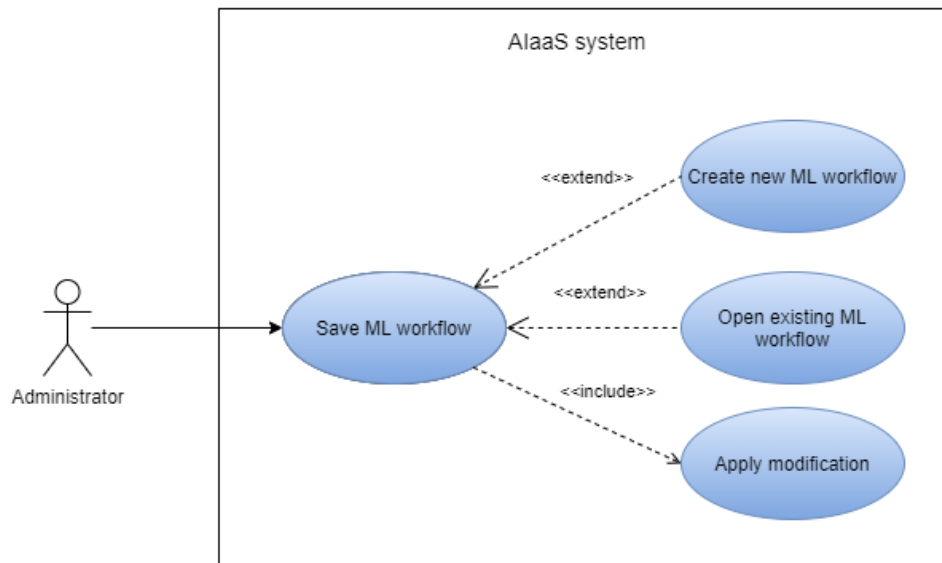 AIaaS system
<<extend>>
Create new ML workflow
<<extend>>
Save ML workflow
Open existing ML
workflow
<<include>>
Administrator
Apply modification